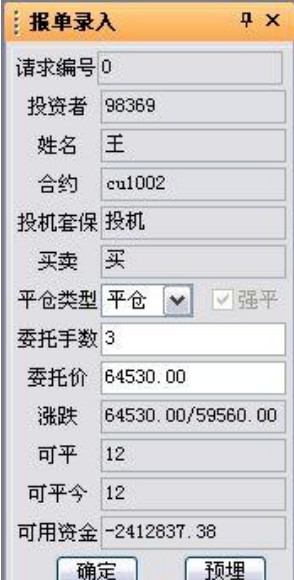 报单录入
请求编号 0
投资者 98369
姓名 王
合约 cu1002
投机套保 投机
买卖 买
平仓类型 平仓 强平
委托手数 3
委托价 64530.00
涨跌 64530.00/59560.00
可平 12
可平今 12
可用资金 -2412837.38
确定 预埋